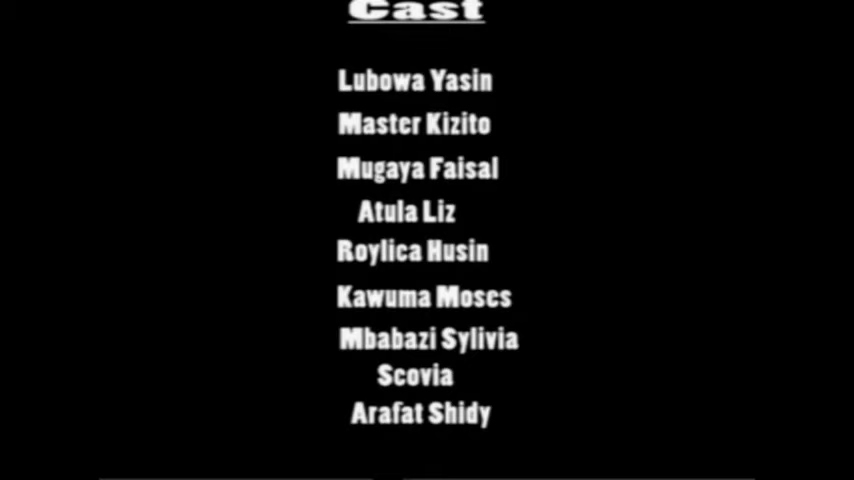 Cast
Lubowa Yasin
Master Kizito
Mugaya Faisal
Atula Liz
Roylica Husin
Kawuma Moses
Mbabazi Sylivia
Scovia
Arafat Shidy